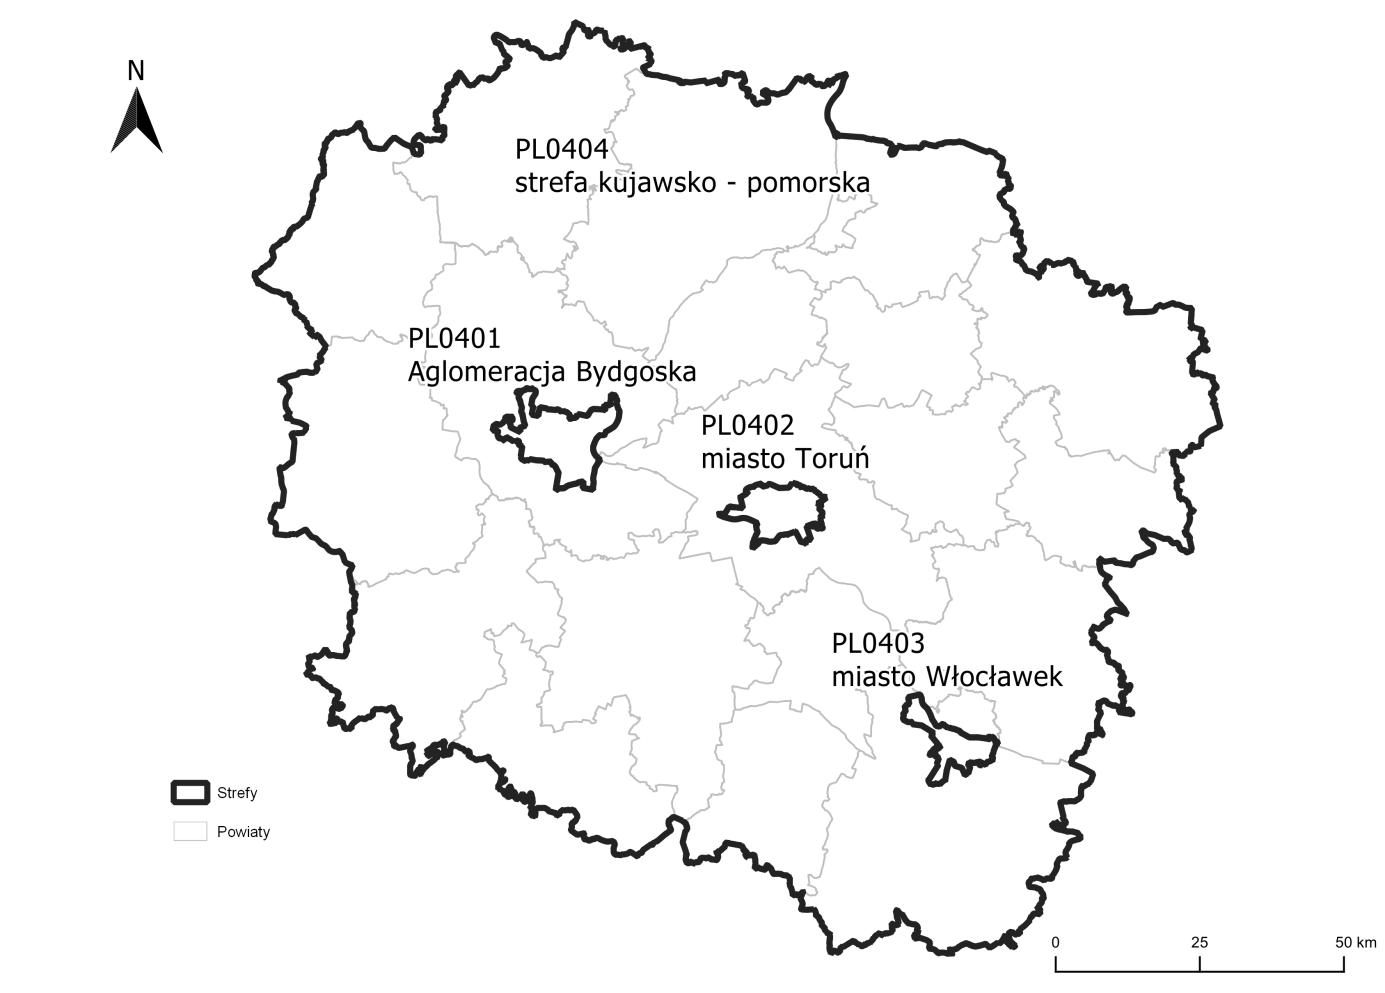 N
PL0404
strefa kujawsko - pomorska
PL0401
Aglomeracja Bydgoska
PL0402
miasto Toruń
PL0403
miasto Włocławek
Strefy
Powiaty
0 25 50 km